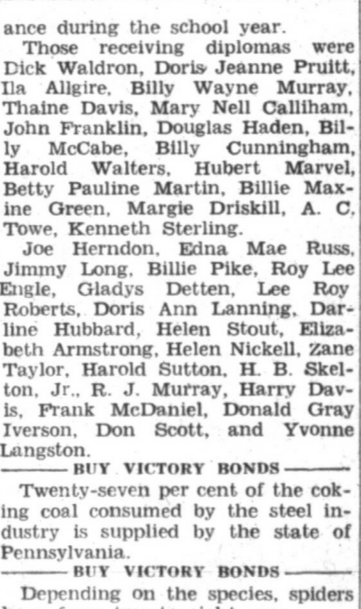 ance during the school year.
Those receiving diplomas were
Dick Waldron, Doris Jeanne Pruitt,
Ila Allgire, Billy Wayne Murray,
Thaine Davis, Mary Nell Calliham,
John Franklin, Douglas Haden, Bil-
ly McCabe, Billy Cunningham,
Harold Walters, Hubert Marvel,
Betty Pauline Martin, Billie Max-
ine Green, Margie Driskill, A. C.
Towe, Kenneth Sterling.
Joe Herndon, Edna Mae Russ,
Jimmy Long, Billie Pike, Roy Lee
Engle, Gladys Detten, Lee Roy
Roberts, Doris Ann Lanning, Dar-
line Hubbard, Helen Stout, Eliza-
beth Armstrong, Helen Nickell, Zane
Taylor, Harold Sutton, H. B. Skel-
ton, Jr., R. J. Murray, Harry Dav-
is, Frank McDaniel, Donald Gray
Iverson, Don Scott, and Yvonne
Langston.
BUY VICTORY BONDS
Twenty-seven per cent of the cok-
ing coal consumed by the steel in-
dustry is supplied by the state of
Pennsylvania.
BUY VICTORY BONDS
Depending on the species, spiders